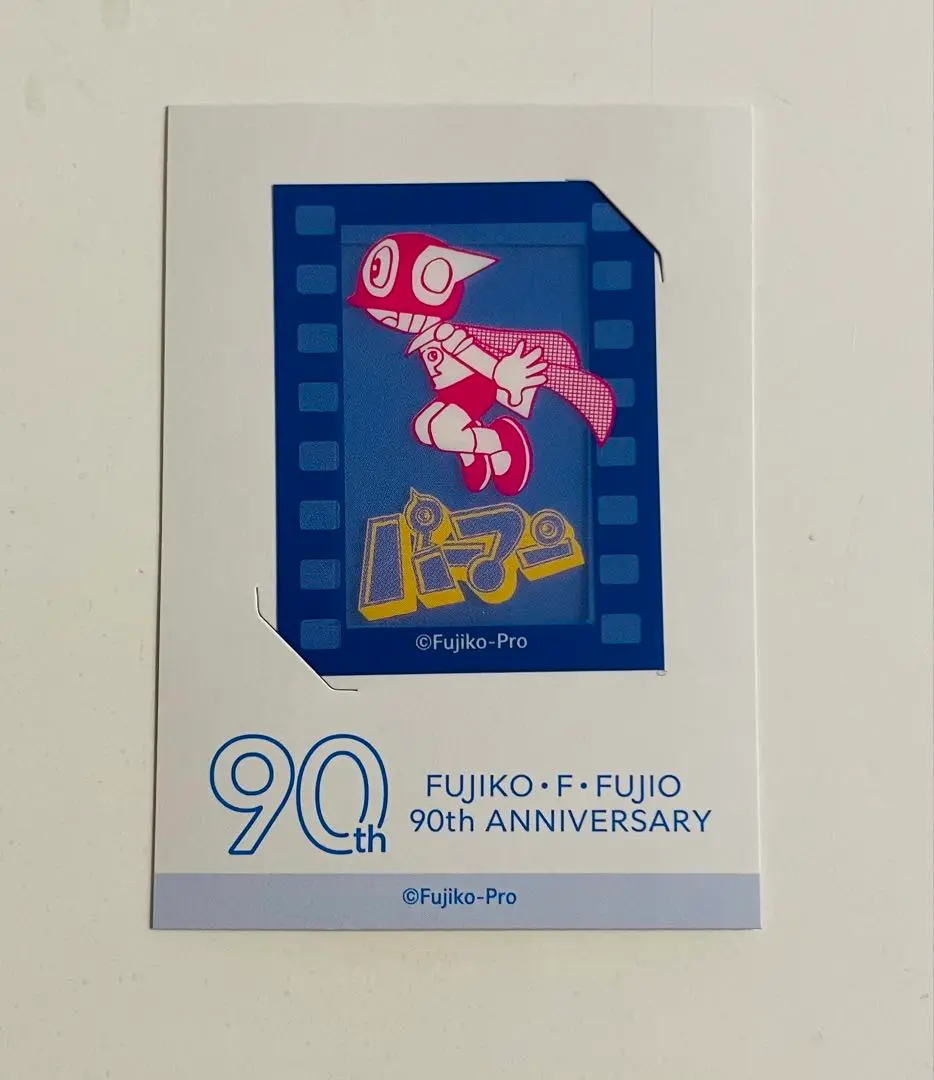 パーマン
©Fujiko-Pro
90th
FUJIKO・F・FUJIO
90th ANNIVERSARY
©Fujiko-Pro